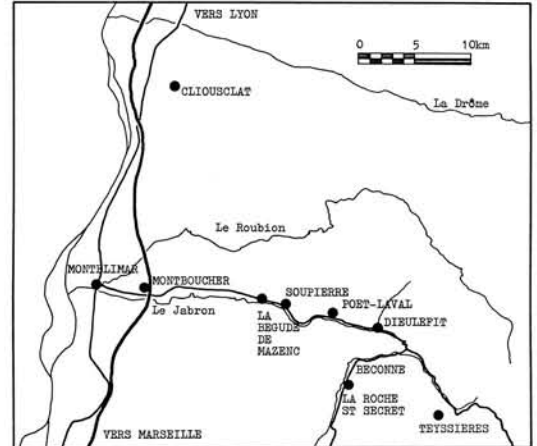 VERS LYON
0 5 10km
CLIOUSCLAT
La Drôme
Le Roubion
MONTELIMAR
MONTBOUCHER
SOUPIERRE
POET-LAVAL
Le Jabron
LA
BEGUDE
DE
MAZENC
DIEULEFIT
BECONNE
LA ROCHE
ST SECRET
TEYSSIERES
VERS MARSEILLE